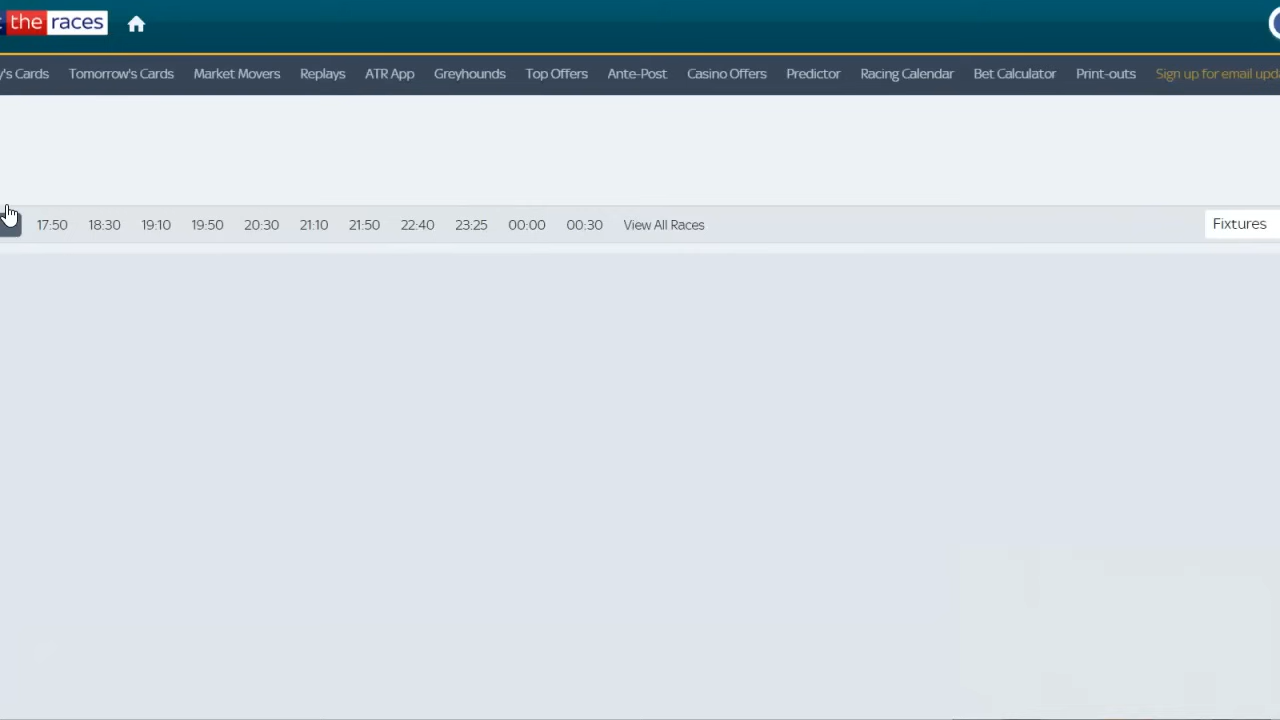 the races
's Cards Tomorrow's Cards Market Movers Replays ATR App Greyhounds Top Offers Ante-Post Casino Offers Predictor Racing Calendar Bet Calculator Print-outs Sign up for email upda
17:50 18:30 19:10 19:50 20:30 21:10 21:50 22:40 23:25 00:00 00:30 View All Races Fixtures